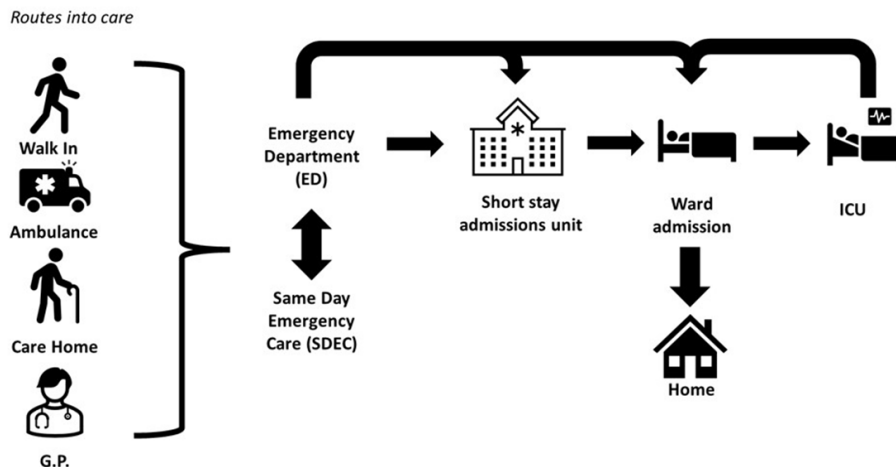 Routes into care
Walk In
Ambulance
Care Home
G.P.
Emergency
Department
(ED)
Same Day
Emergency
Care (SDEC)
Short stay
admissions unit
Ward
admission
Home
ICU